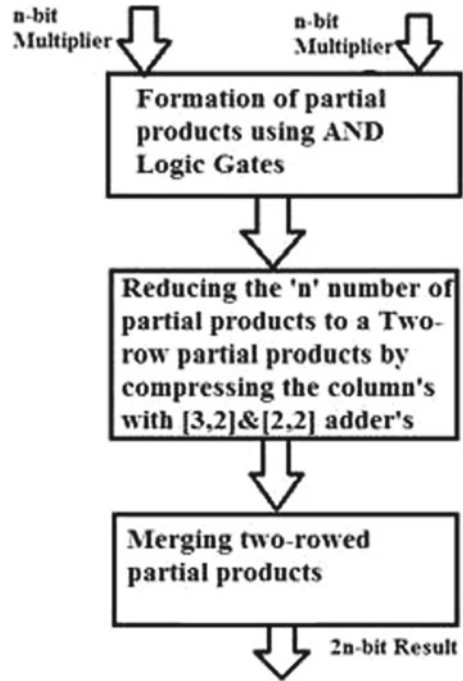 n-bit
Multiplier
n-bit
Multiplier
Formation of partial
products using AND
Logic Gates
Reducing the 'n' number of
partial products to a Two-
row partial products by
compressing the column's
with [3,2]&[2,2] adder's
Merging two-rowed
partial products
2n-bit Result